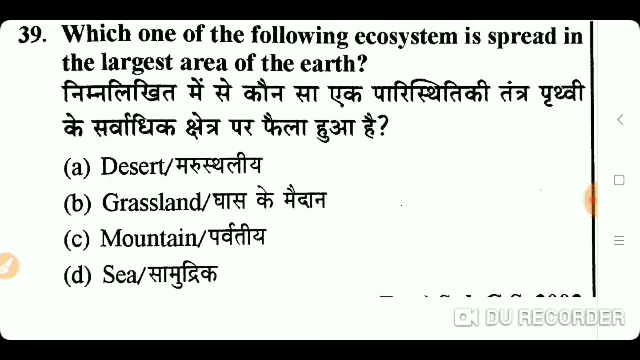 39. Which one of the following ecosystem is spread in
the largest area of the earth?
निम्नलिखित में से कौन सा एक पारिस्थितिकी तंत्र पृथ्वी
के सर्वाधिक क्षेत्र पर फैला हुआ है?
(a) Desert/मरुस्थलीय
(b) Grassland/घास के मैदान
(c) Mountain/पर्वतीय
(d) Sea/सामुद्रिक
DU RECORDER